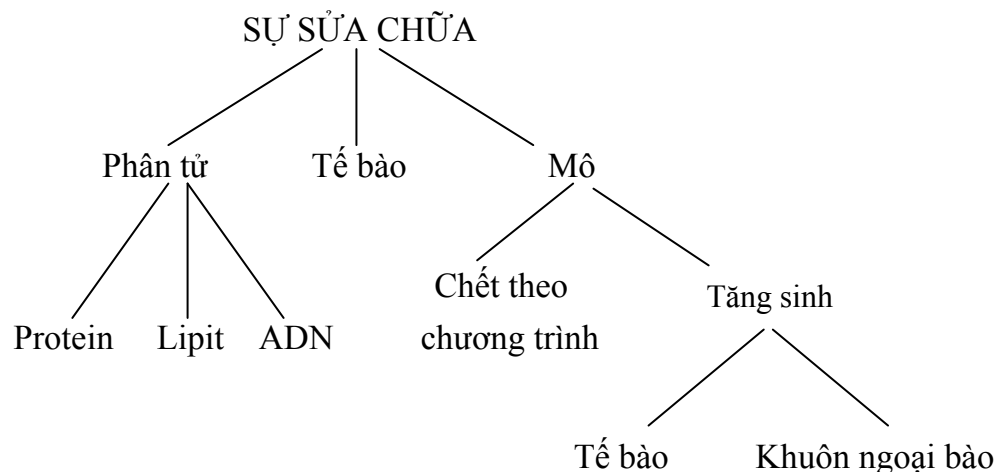 SỰ SỬA CHỮA
Phân tử
Tế bào
Mô
Chết theo
chương trình
Tăng sinh
Protein
Lipit
ADN
Tế bào
Khuôn ngoại bào